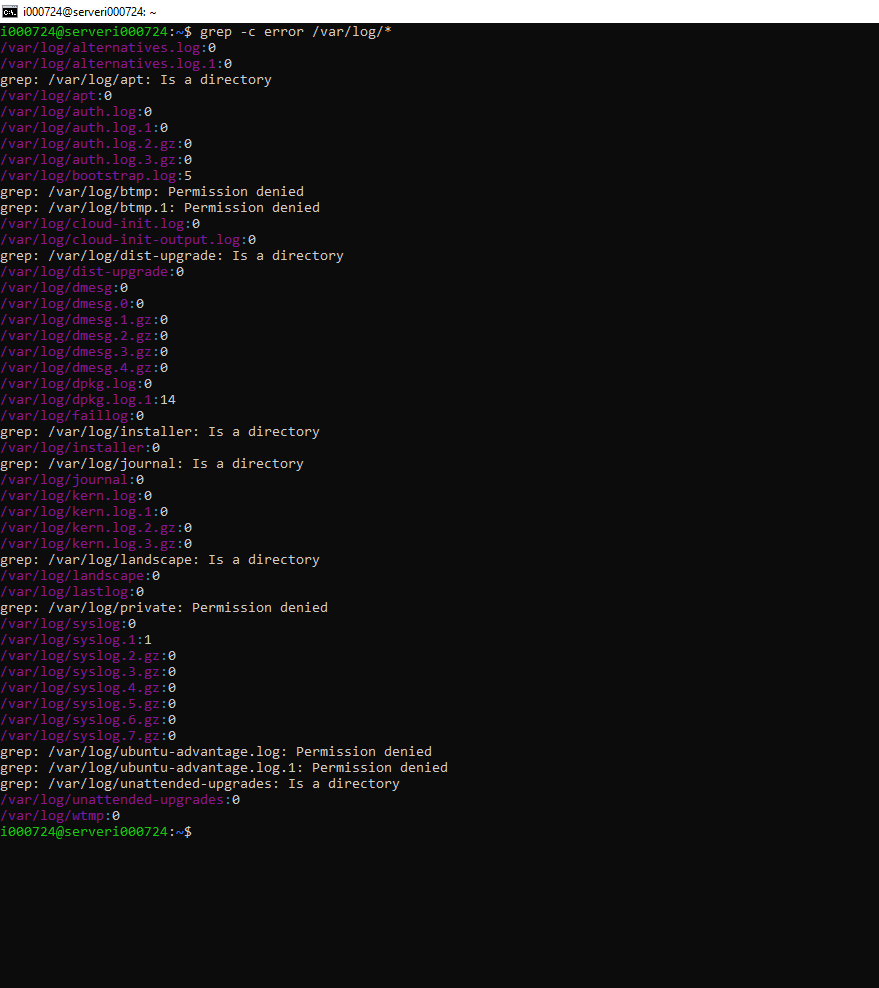 i000724@serveri000724: ~
i000724@serveri000724:~$ grep -c error /var/log/*
/var/log/alternatives.log:0
/var/log/alternatives.log.1:0
grep: /var/log/apt: Is a directory
/var/log/apt:0
/var/log/auth.log:0
/var/log/auth.log.1:0
/var/log/auth.log.2.gz:0
/var/log/auth.log.3.gz:0
/var/log/bootstrap.log:5
grep: /var/log/btmp: Permission denied
grep: /var/log/btmp.1: Permission denied
/var/log/cloud-init.log:0
/var/log/cloud-init-output.log:0
grep: /var/log/dist-upgrade: Is a directory
/var/log/dist-upgrade:0
/var/log/dmesg:0
/var/log/dmesg.0:0
/var/log/dmesg.1.gz:0
/var/log/dmesg.2.gz:0
/var/log/dmesg.3.gz:0
/var/log/dmesg.4.gz:0
/var/log/dpkg.log:0
/var/log/dpkg.log.1:14
/var/log/faillog:0
grep: /var/log/installer: Is a directory
/var/log/installer:0
grep: /var/log/journal: Is a directory
/var/log/journal:0
/var/log/kern.log:0
/var/log/kern.log.1:0
/var/log/kern.log.2.gz:0
/var/log/kern.log.3.gz:0
grep: /var/log/landscape: Is a directory
/var/log/landscape:0
/var/log/lastlog:0
grep: /var/log/private: Permission denied
/var/log/syslog:0
/var/log/syslog.1:1
/var/log/syslog.2.gz:0
/var/log/syslog.3.gz:0
/var/log/syslog.4.gz:0
/var/log/syslog.5.gz:0
/var/log/syslog.6.gz:0
/var/log/syslog.7.gz:0
grep: /var/log/ubuntu-advantage.log: Permission denied
grep: /var/log/ubuntu-advantage.log.1: Permission denied
grep: /var/log/unattended-upgrades: Is a directory
/var/log/unattended-upgrades:0
/var/log/wtmp:0
i000724@serveri000724:~$